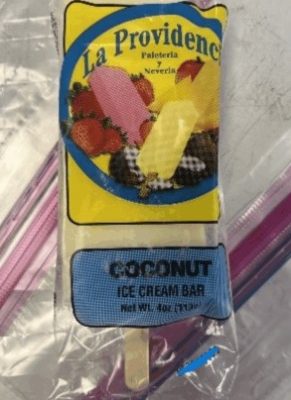 La Providenc
Paleteria
y
Neveria
COCONUT
ICE CREAM BAR
Net WT. 4oz